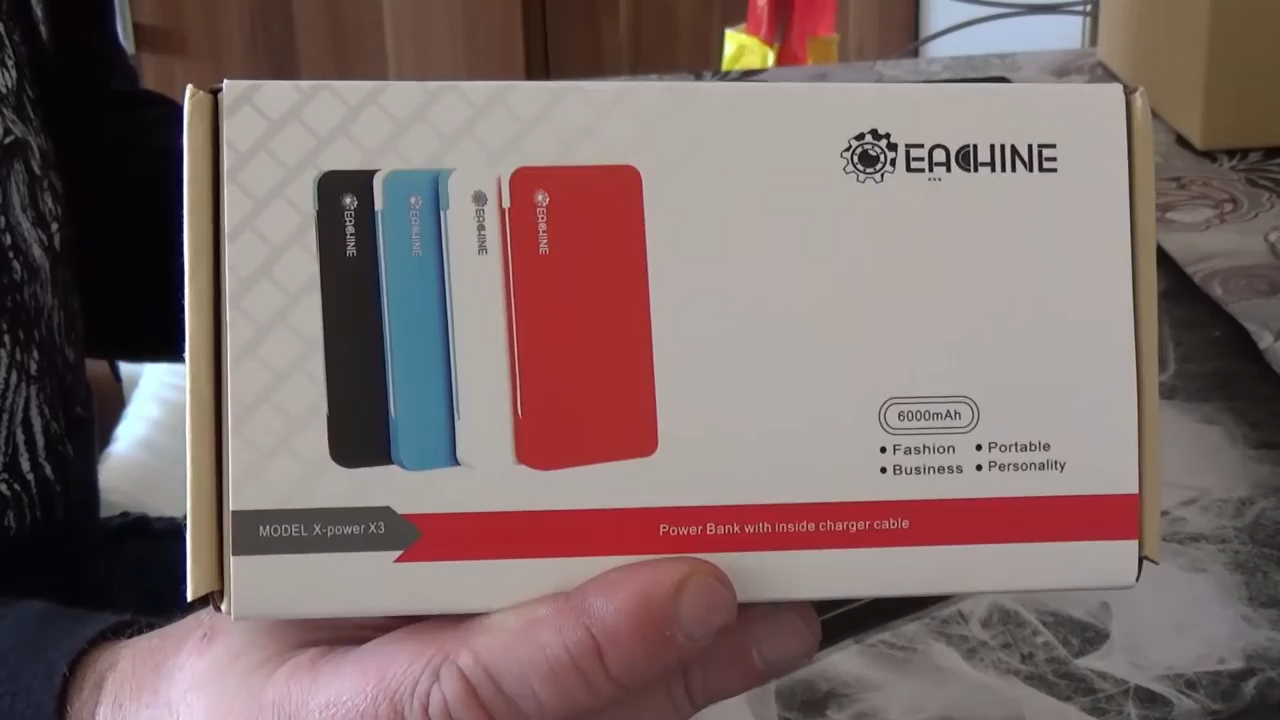 EACHINE
EACHINE
EACHINE
EACHINE
EACHINE
6000mAh
• Fashion • Portable
• Business • Personality
MODEL X-power X3
Power Bank with inside charger cable